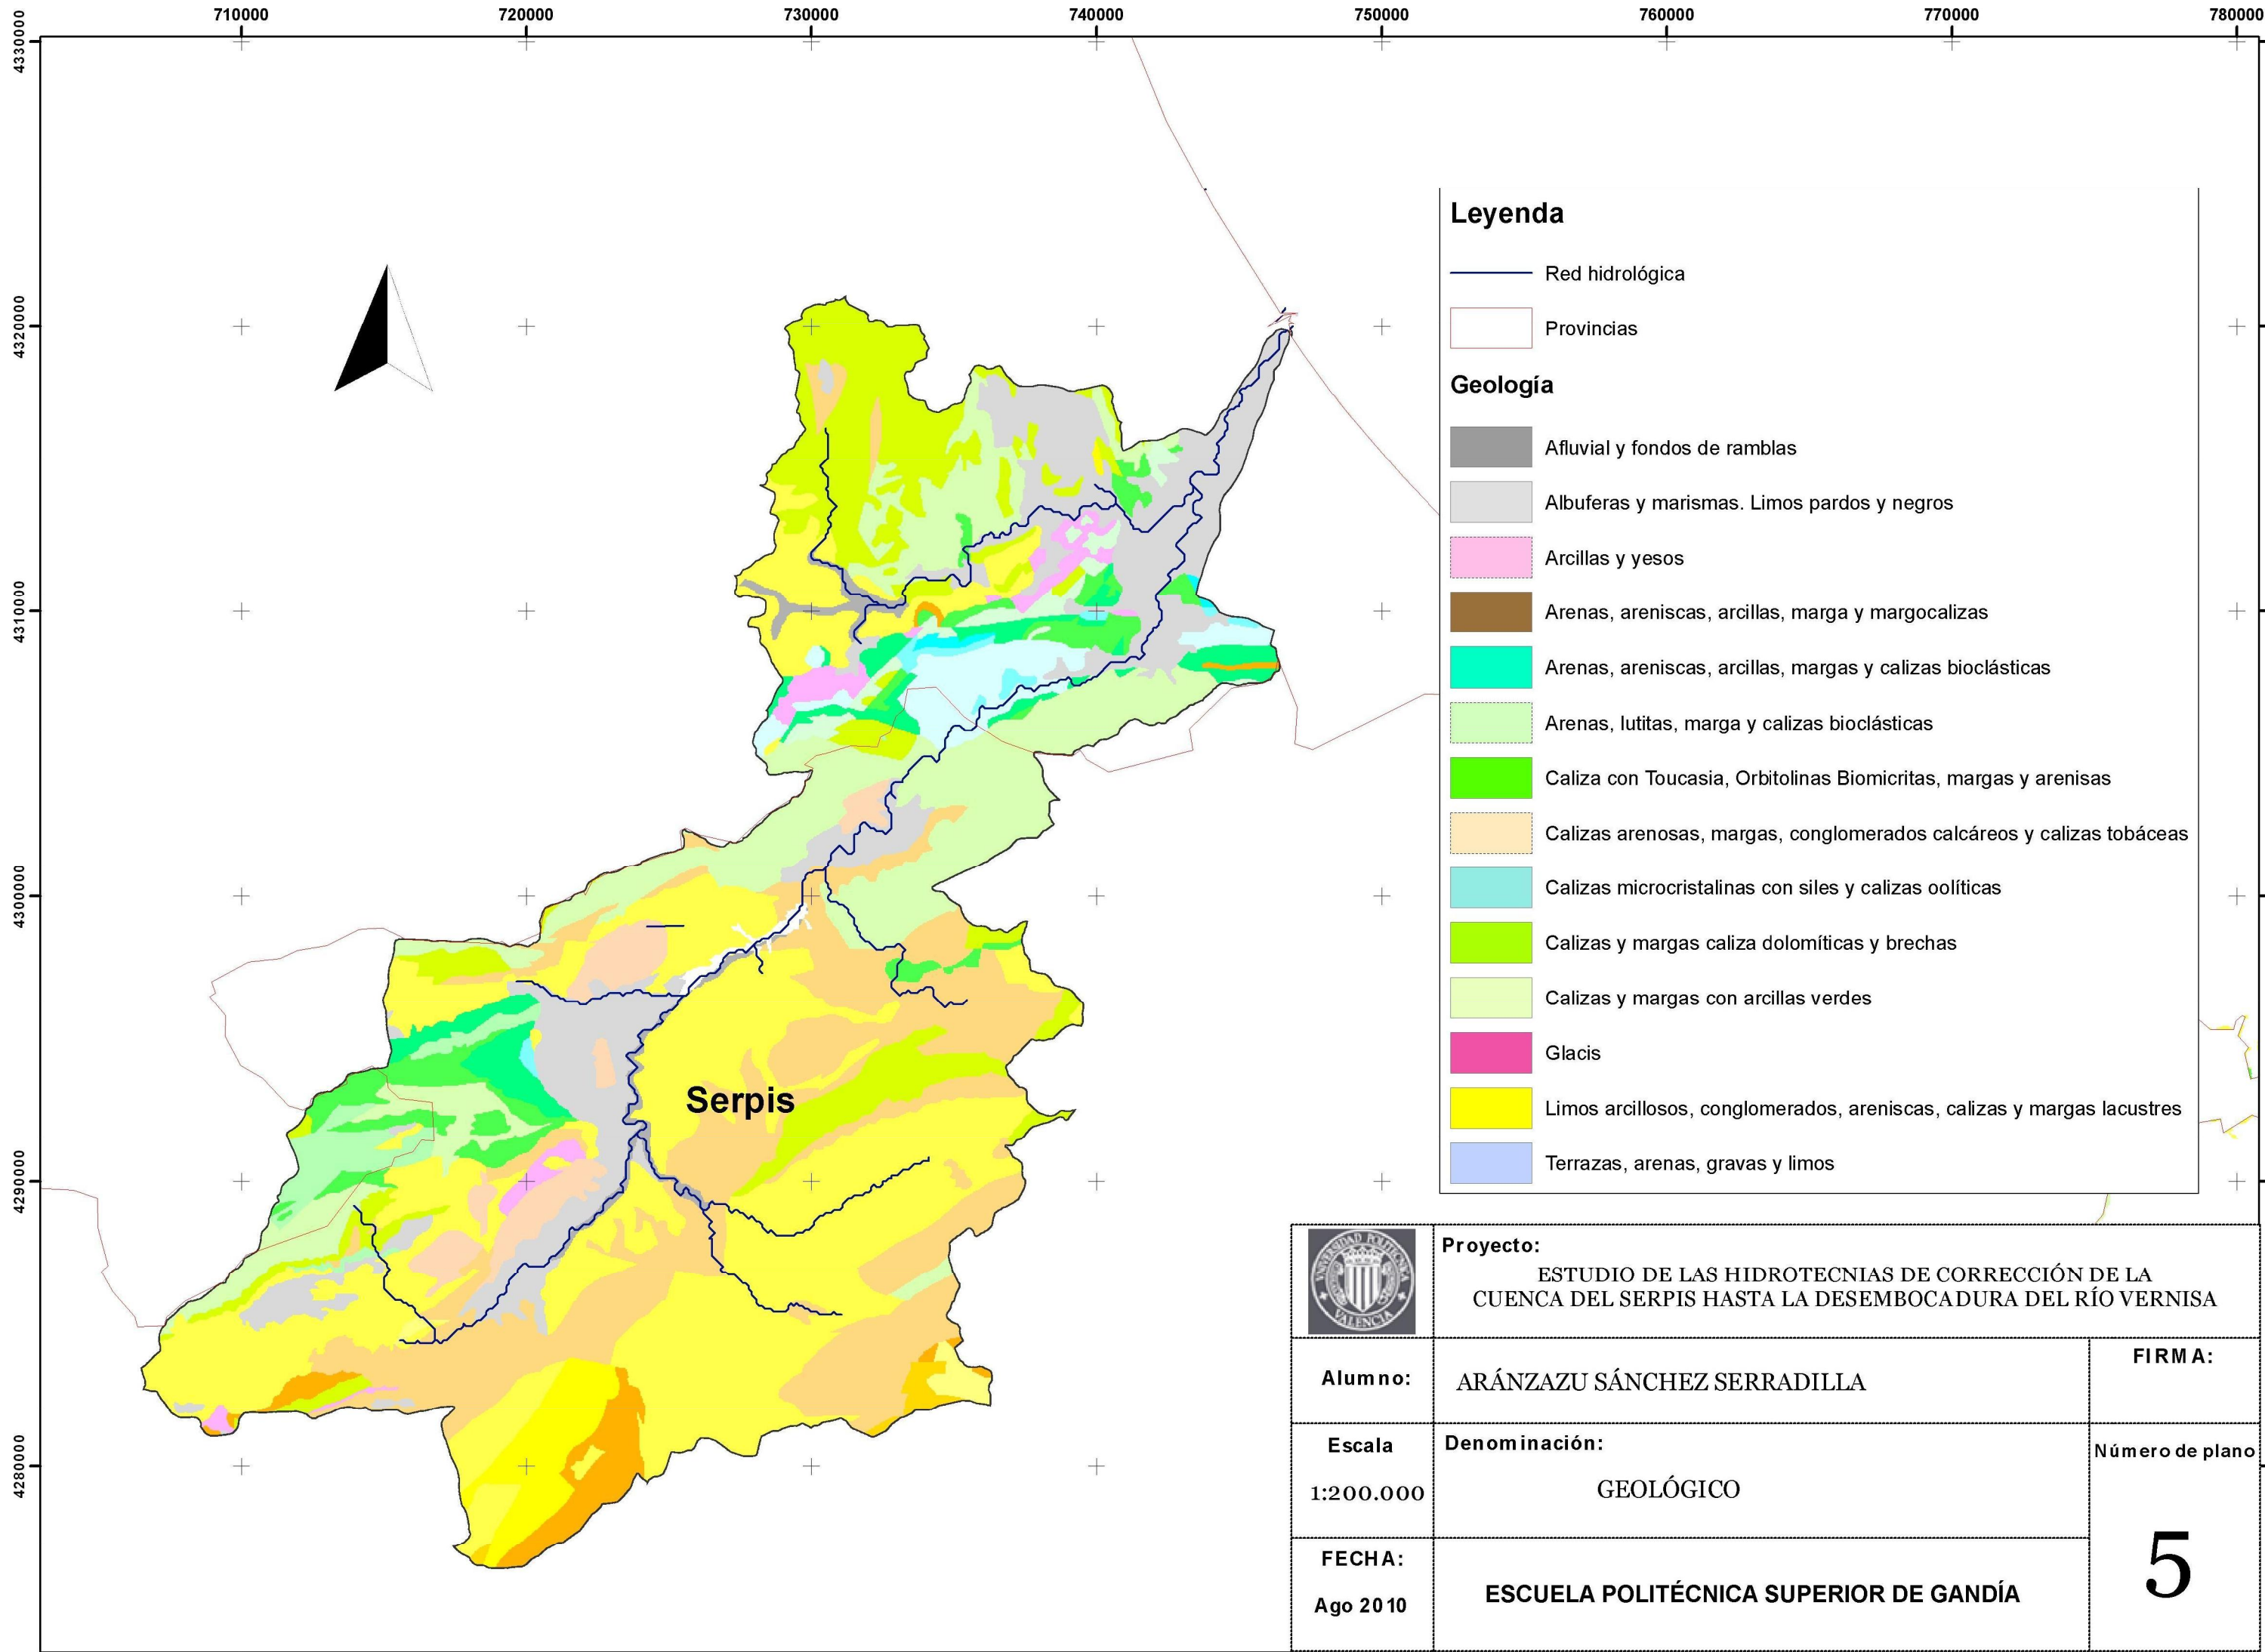 710000 720000 730000 740000 750000 760000 770000 780000
4330000
4320000
4310000
4300000
4290000
4280000
Serpis
Leyenda
Red hidrológica
Provincias
Geología
Afluvial y fondos de ramblas
Albuferas y marismas. Limos pardos y negros
Arcillas y yesos
Arenas, areniscas, arcillas, marga y margocalizas
Arenas, areniscas, arcillas, margas y calizas bioclásticas
Arenas, lutitas, marga y calizas bioclásticas
Caliza con Toucasia, Orbitolinas Biomicritas, margas y arenisas
Calizas arenosas, margas, conglomerados calcáreos y calizas tobáceas
Calizas microcristalinas con siles y calizas oolíticas
Calizas y margas caliza dolomíticas y brechas
Calizas y margas con arcillas verdes
Glacis
Limos arcillosos, conglomerados, areniscas, calizas y margas lacustres
Terrazas, arenas, gravas y limos
UNIVERSIDAD POLITECNICA
VALENCIA
Proyecto:
ESTUDIO DE LAS HIDROTECNIAS DE CORRECCIÓN DE LA
CUENCA DEL SERPIS HASTA LA DESEMBOCADURA DEL RÍO VERNISA
Alumno:
ARÁNZAZU SÁNCHEZ SERRADILLA
FIRMA:
Escala
1:200.000
Denominación:
GEOLÓGICO
Número de plano
5
FECHA:
Ago 2010
ESCUELA POLITÉCNICA SUPERIOR DE GANDÍA